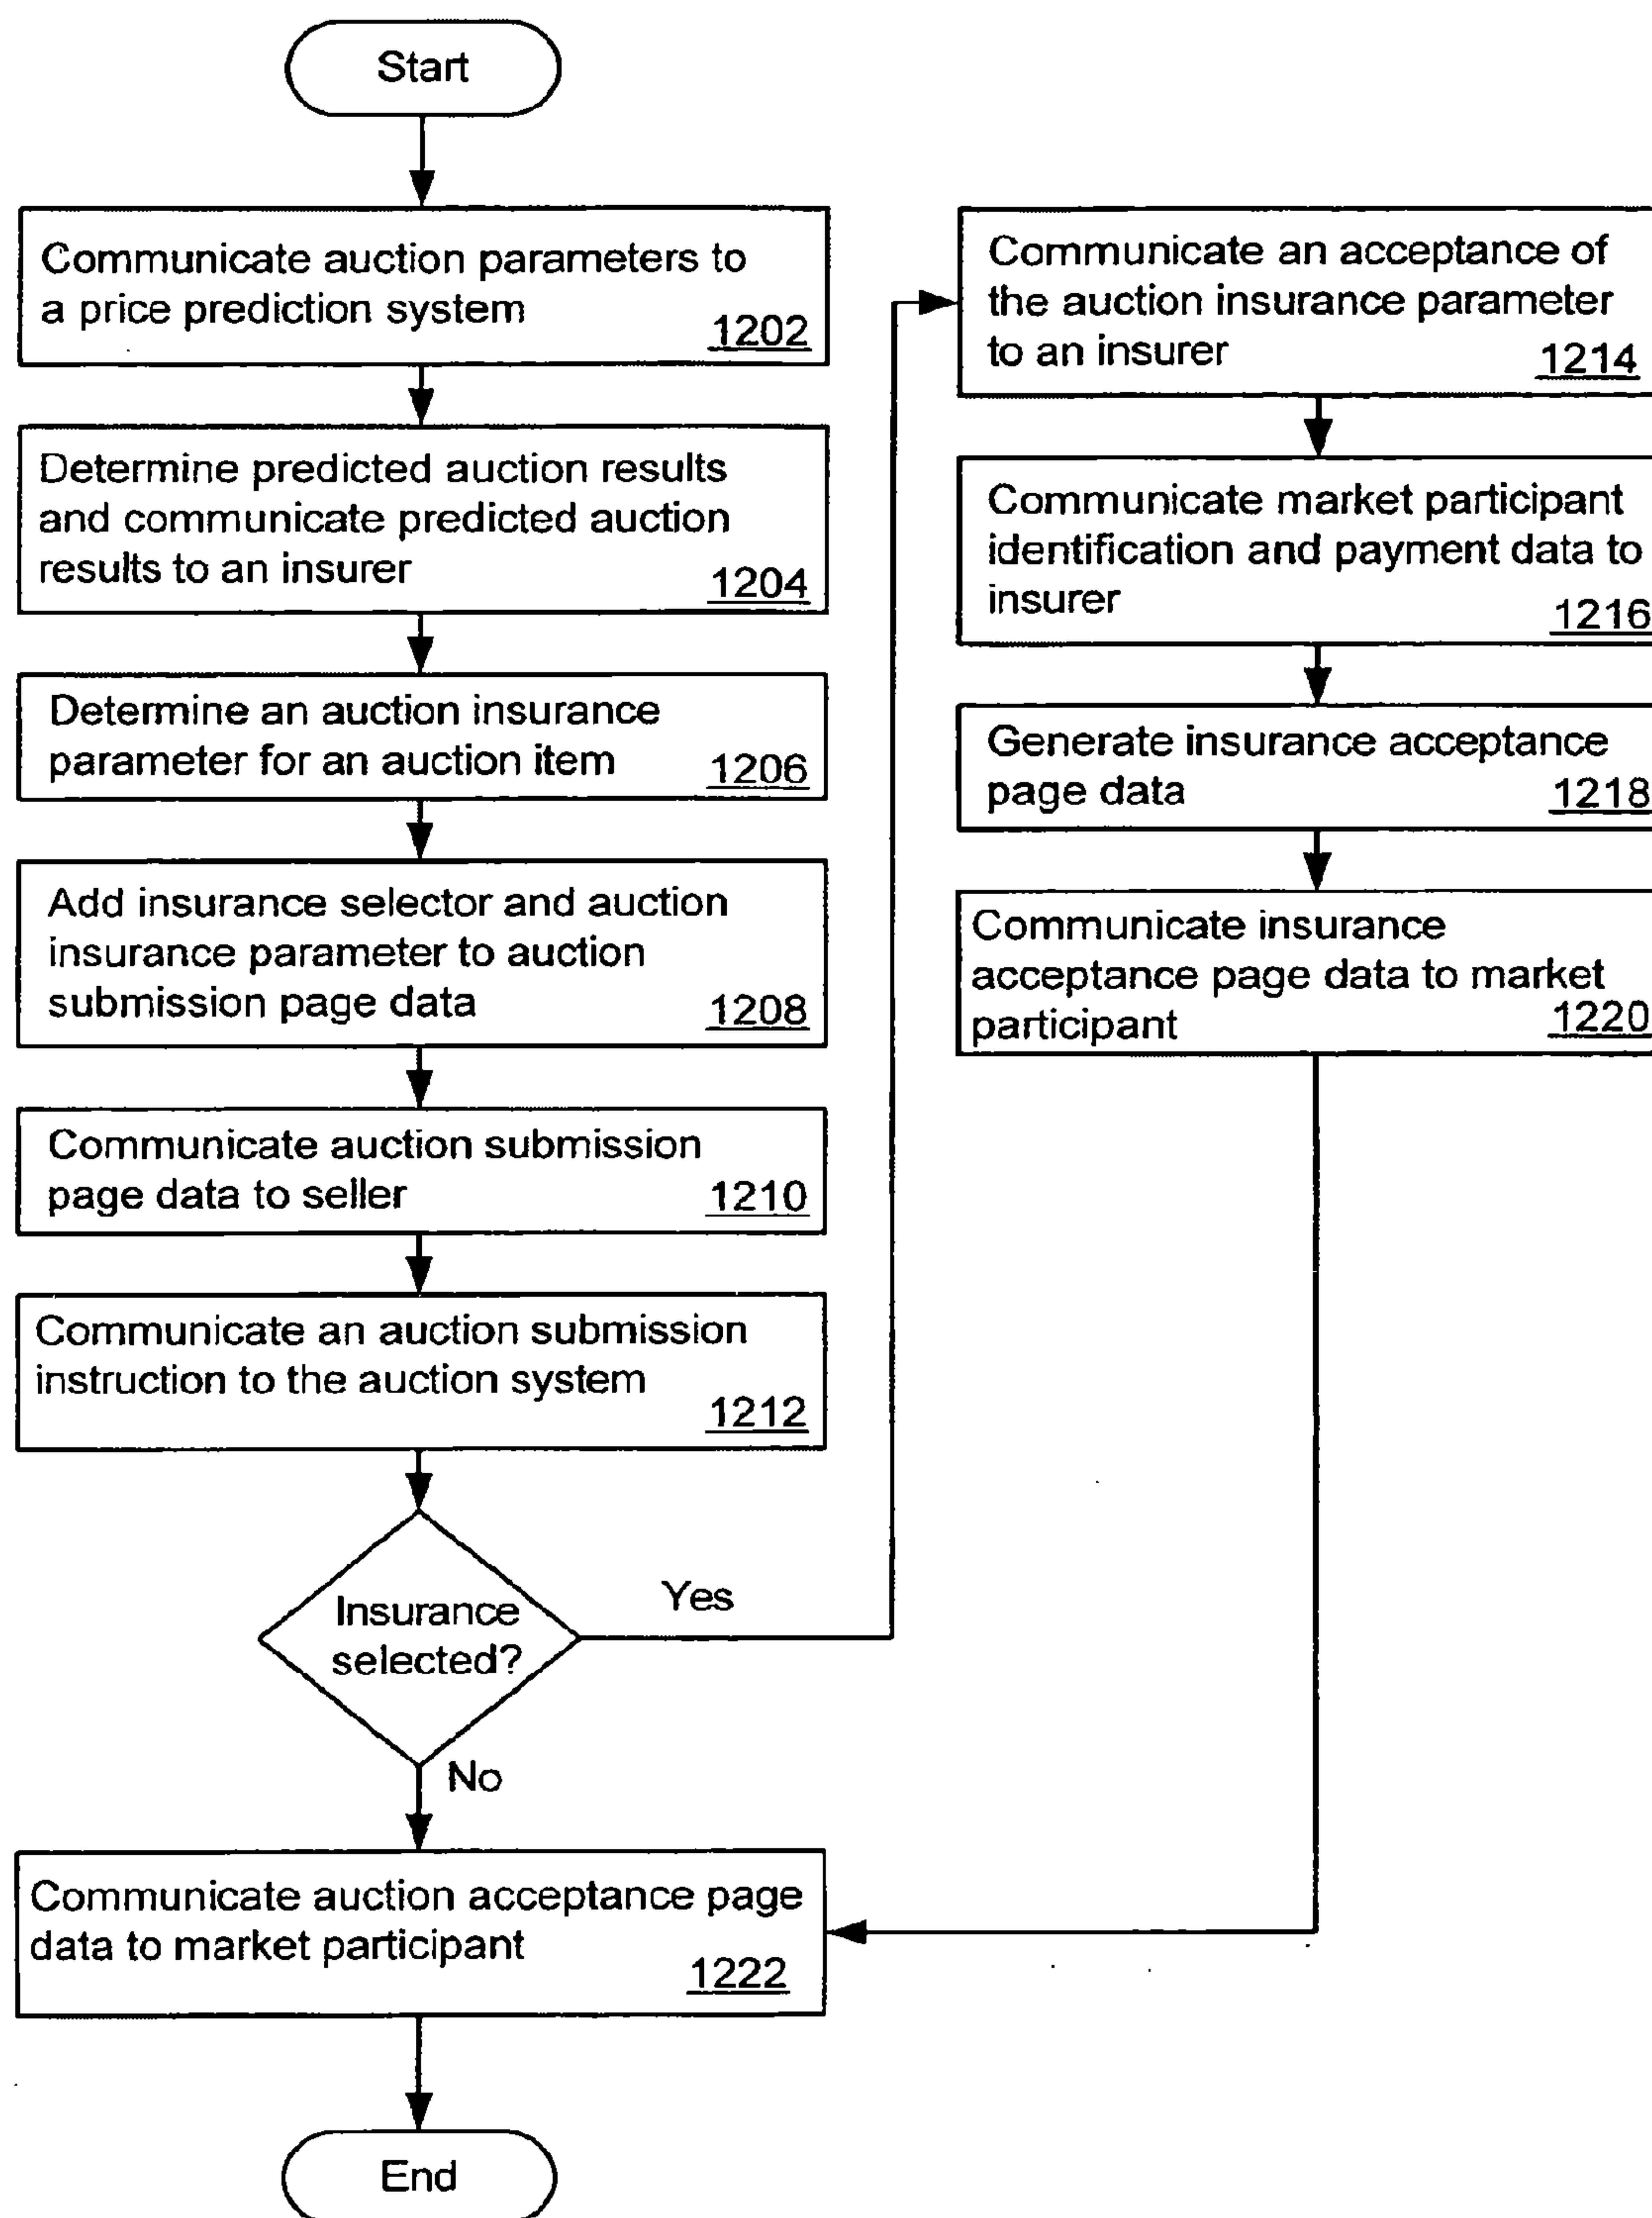 Start
Communicate auction parameters to
a price prediction system
1202
Determine predicted auction results
and communicate predicted auction
results to an insurer
1204
Determine an auction insurance
parameter for an auction item
1206
Add insurance selector and auction
insurance parameter to auction
submission page data
1208
Communicate auction submission
page data to seller
1210
Communicate an auction submission
instruction to the auction system
1212
Insurance
selected?
Yes
No
Communicate an acceptance of
the auction insurance parameter
to an insurer
1214
Communicate market participant
identification and payment data to
insurer
1216
Generate insurance acceptance
page data
1218
Communicate insurance
acceptance page data to market
participant
1220
Communicate auction acceptance page
data to market participant
1222
End